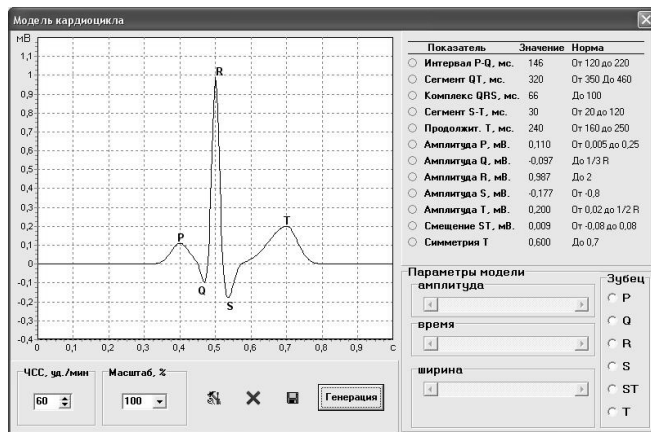 Модель кардиоцикла
мВ
1,1
1
0,9
0,8
0,7
0,6
0,5
0,4
0,3
0,2
0,1
0
-0,1
-0,2
-0,3
-0,4
R
P
T
Q
S
0 0,1 0,2 0,3 0,4 0,5 0,6 0,7 0,8 0,9 С
Показатель Значение Норма
Интервал P-Q, мс. 146 От 120 до 220
Сегмент QT, мс. 320 От 350 До 460
Комплекс QRS, мс. 66 До 100
Сегмент S-T, мс. 30 От 20 до 120
Продолжит. T, мс. 240 От 160 до 250
Амплитуда P, мВ. 0,110 От 0,005 до 0,25
Амплитуда Q, мВ. -0,097 До 1/3 R
Амплитуда R, мВ. 0,987 До 2
Амплитуда S, мВ. -0,177 От -0,8
Амплитуда T, мВ. 0,200 От 0,02 до 1/2 R
Смещение ST, мВ. 0,009 От -0,08 до 0,08
Симметрия T 0,600 До 0,7
Параметры модели
амплитуда
время
ширина
Зубец
P
Q
R
S
ST
T
ЧСС, уд./мин
60
Масштаб, %
100
Генерация